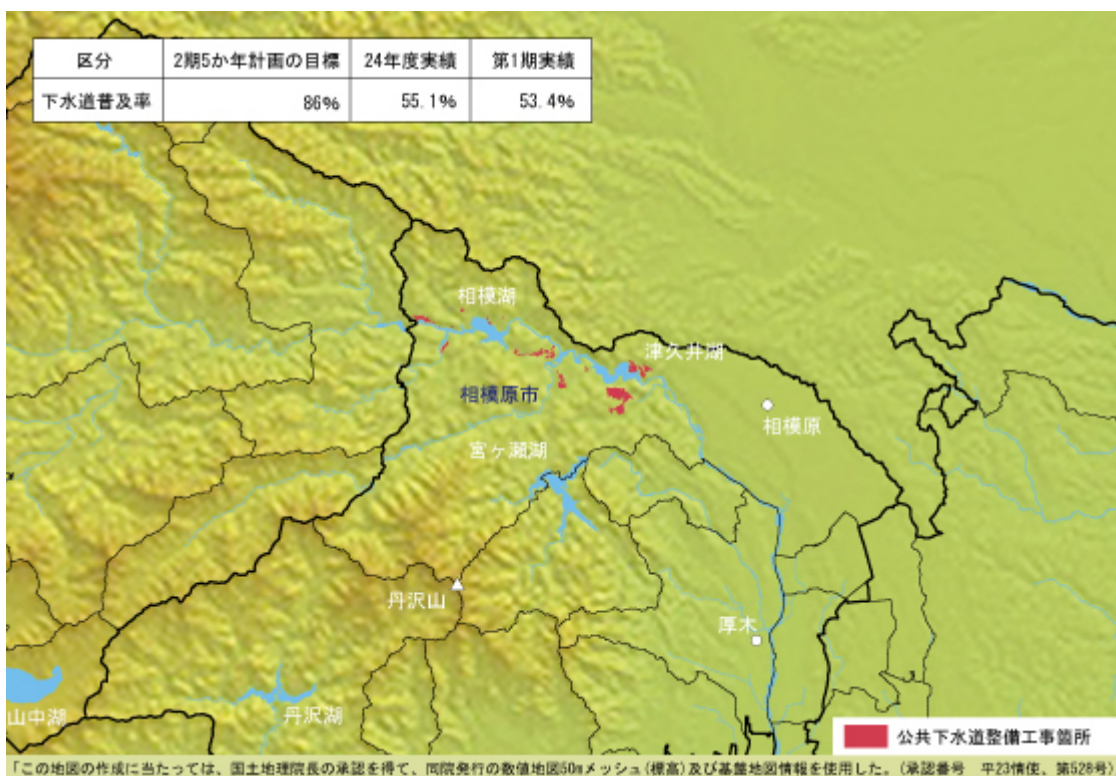 区分 2期5か年計画の目標 24年度実績 第1期実績
下水道普及率 86% 55.1% 53.4%
相模湖
津久井湖
相模原市
相模原
宮ヶ瀬湖
丹沢山
厚木
山中湖
丹沢湖
公共下水道整備工事箇所
「この地図の作成に当たっては、国土地理院長の承認を得て、同院発行の数値地図50mメッシュ(標高)及び基盤地図情報を使用した。(承認番号 平23情使、第528号)